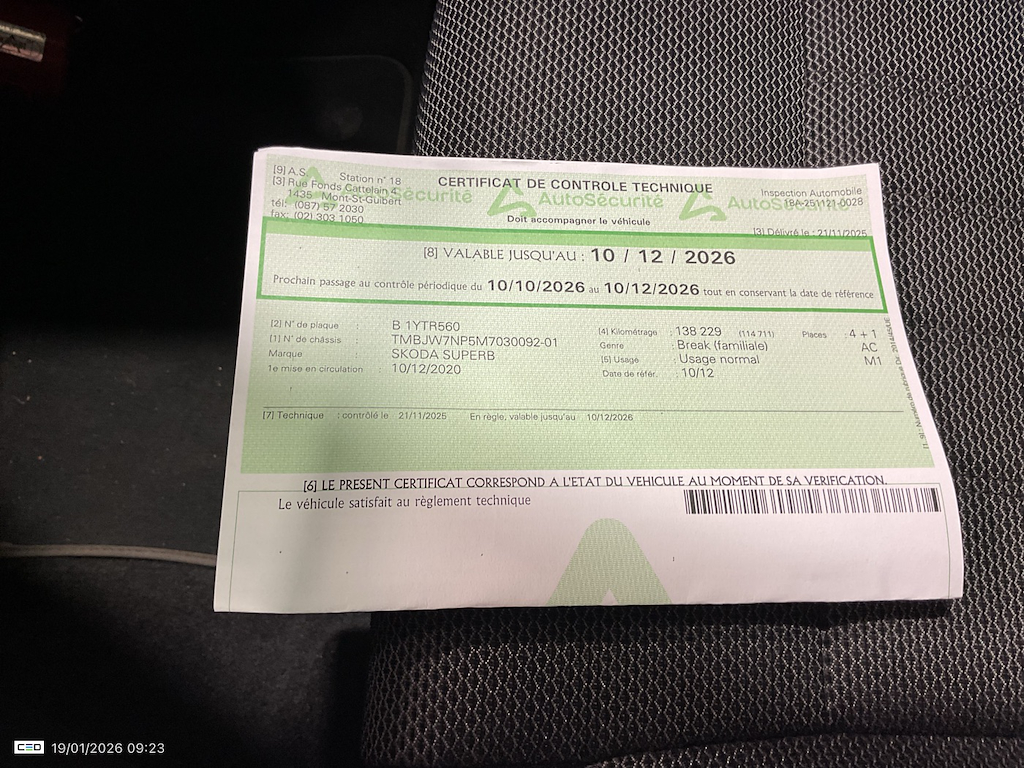 [9] A.S. Station n° 18
[3] Rue Fonds Cattelain 4
1435 Mont-St-Guibert
tél: (087) 57 2030
fax: (02) 303 1050
CERTIFICAT DE CONTROLE TECHNIQUE
AutoSécurité AutoSécurité AutoSécurité
Doit accompagner le véhicule
Inspection Automobile
18A-251121-0028
[3] Délivré le : 21/11/2025
[8] VALABLE JUSQU'AU : 10 / 12 / 2026
Prochain passage au contrôle périodique du 10/10/2026 au 10/12/2026 tout en conservant la date de référence
[2] N° de plaque : B 1YTR560
[1] N° de châssis : TMBJW7NP5M7030092-01
Marque : SKODA SUPERB
1e mise en circulation : 10/12/2020
[4] Kilométrage : 138 229 (114 711) Places : 4 + 1
Genre : Break (familiale) AC
[5] Usage : Usage normal M1
Date de référ. : 10/12
[7] Technique : contrôlé le 21/11/2025 En règle, valable jusqu'au 10/12/2026
[6] LE PRESENT CERTIFICAT CORRESPOND A L'ETAT DU VEHICULE AU MOMENT DE SA VERIFICATION.
Le véhicule satisfait au règlement technique
CED 19/01/2026 09:23